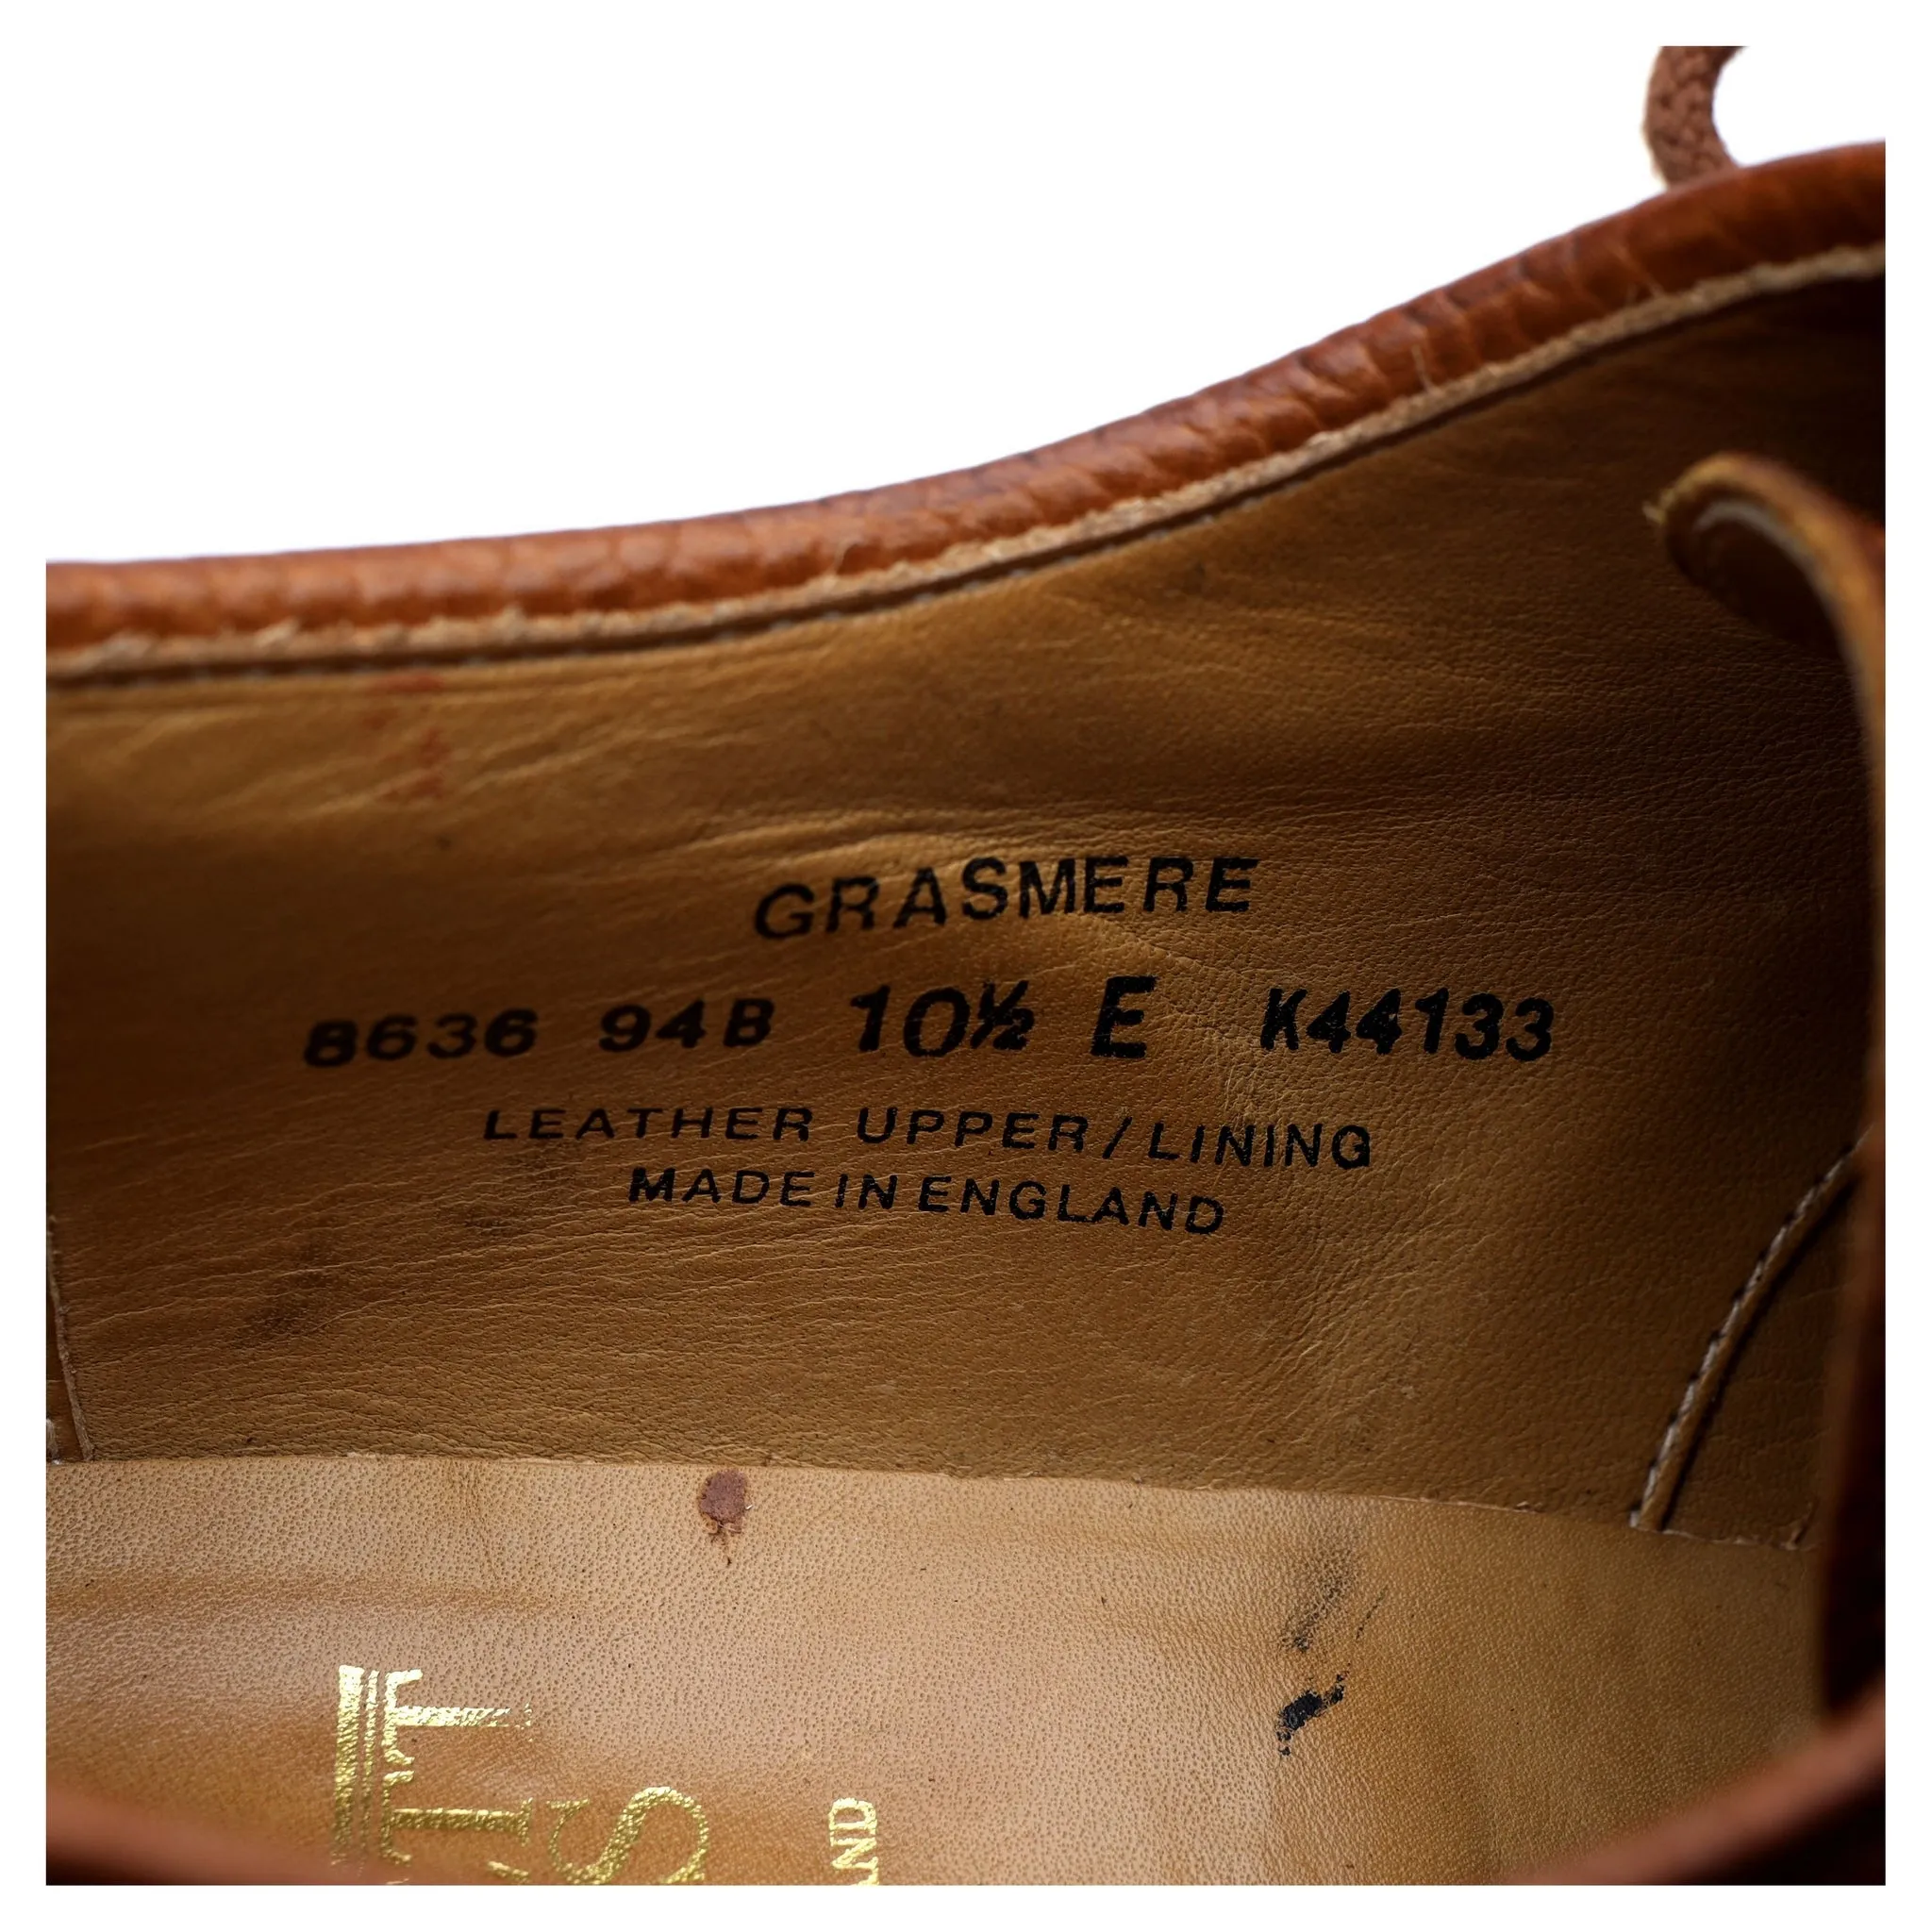 GRASMERE
8636 94B 10½ E K44133
LEATHER UPPER/LINING
MADE IN ENGLAND